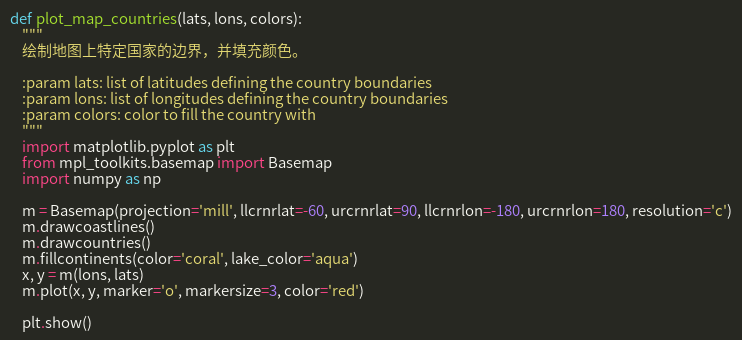 def plot_map_countries(lats, lons, colors):
"""
绘制地图上特定国家的边界，并填充颜色。
:param lats: list of latitudes defining the country boundaries
:param lons: list of longitudes defining the country boundaries
:param colors: color to fill the country with
"""
import matplotlib.pyplot as plt
from mpl_toolkits.basemap import Basemap
import numpy as np
m = Basemap(projection='mill', llcrnrlat=-60, urcrnrlat=90, llcrnrlon=-180, urcrnrlon=180, resolution='c')
m.drawcoastlines()
m.drawcountries()
m.fillcontinents(color='coral', lake_color='aqua')
x, y = m(lons, lats)
m.plot(x, y, marker='o', markersize=3, color='red')
plt.show()